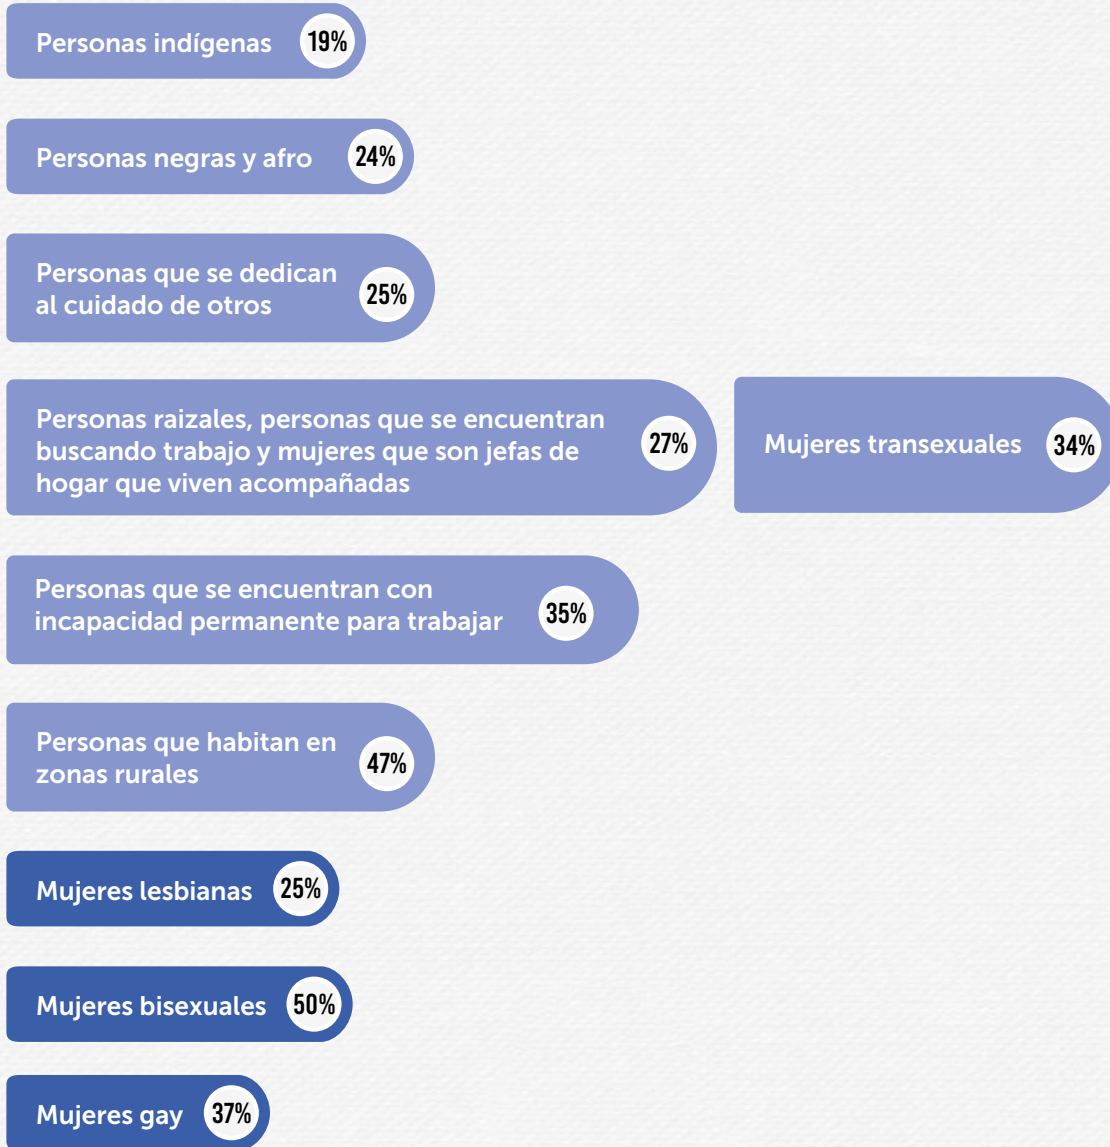 Personas indígenas 19%
Personas negras y afro 24%
Personas que se dedican
al cuidado de otros 25%
Personas raizales, personas que se encuentran
buscando trabajo y mujeres que son jefas de
hogar que viven acompañadas 27%
Mujeres transexuales 34%
Personas que se encuentran con
incapacidad permanente para trabajar 35%
Personas que habitan en
zonas rurales 47%
Mujeres lesbianas 25%
Mujeres bisexuales 50%
Mujeres gay 37%